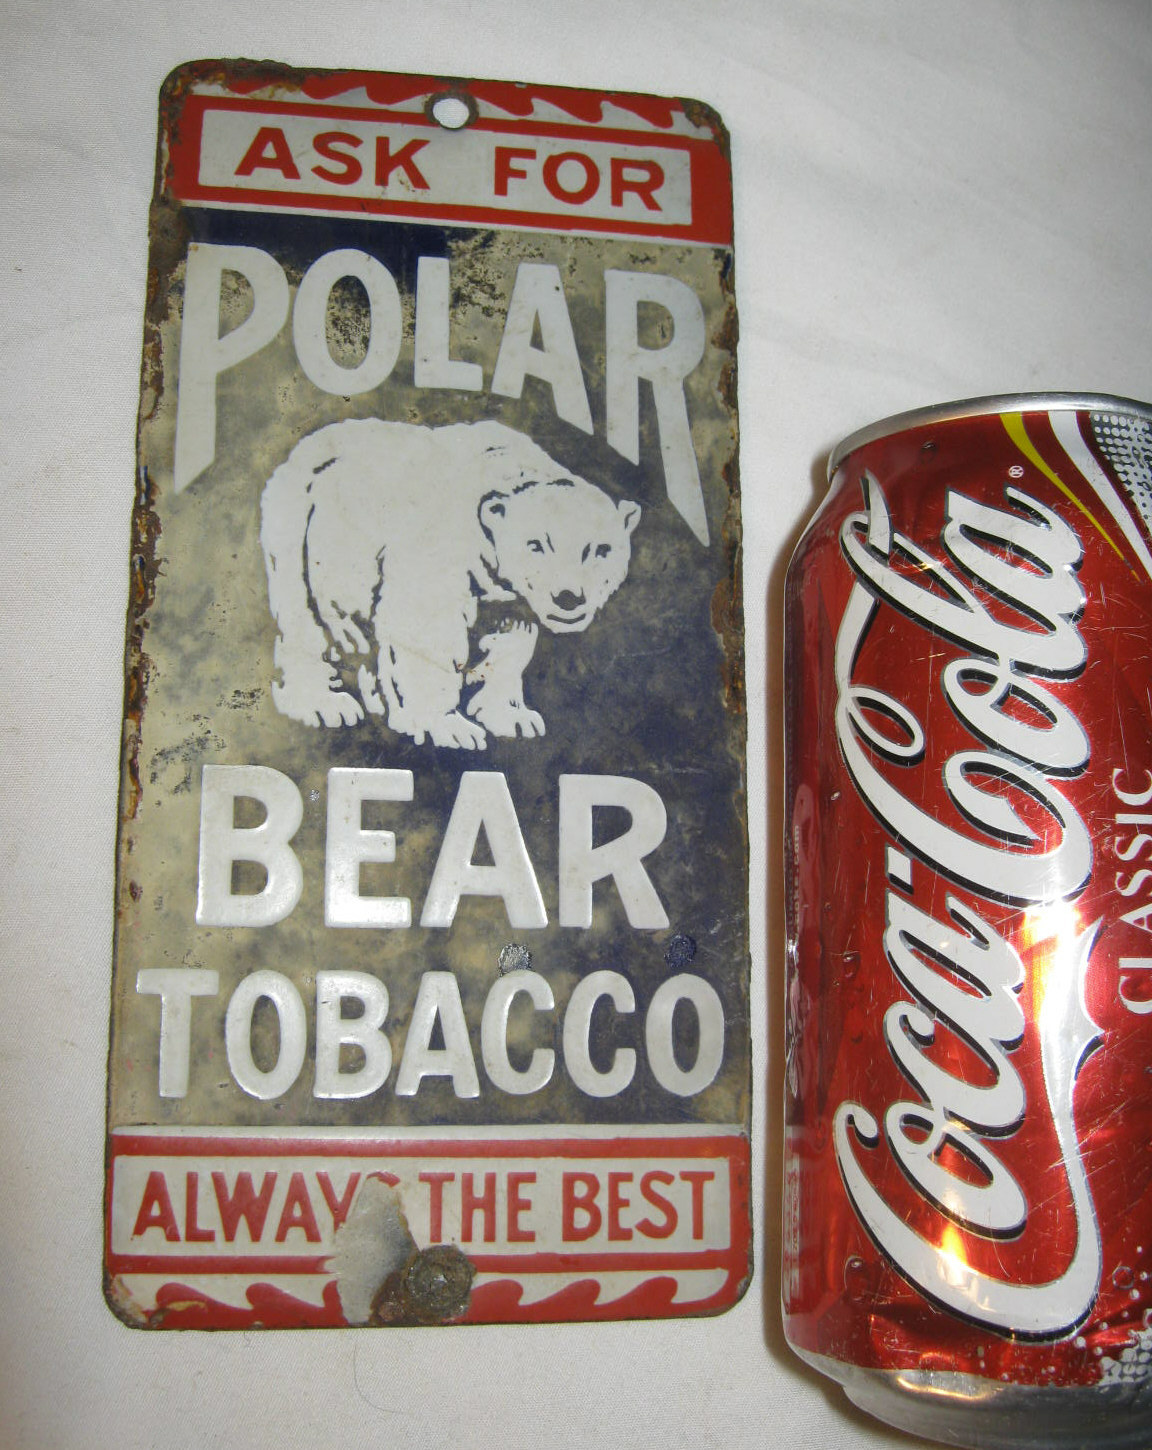 ASK FOR
POLAR
BEAR
TOBACCO
ALWAYS THE BEST
Coca-Cola ®
CLASSIC